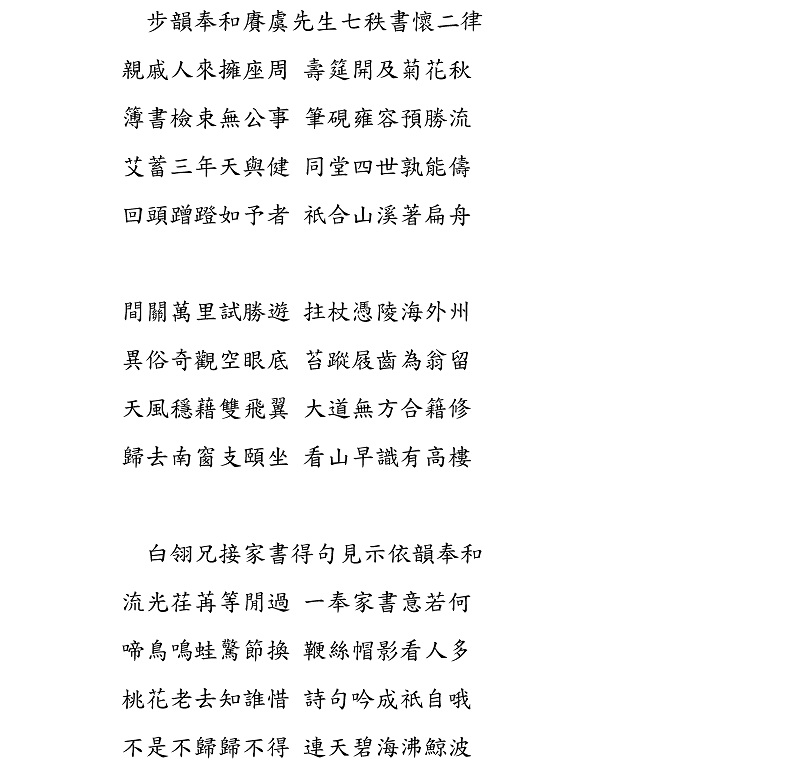 步韻奉和賡虞先生七秩書懷二律
親戚人來擁座周 壽筵開及菊花秋
簿書檢束無公事 筆硯雍容預勝流
艾蓄三年天與健 同堂四世孰能儔
回頭蹭蹬如予者 祇合山溪著扁舟
間關萬里試勝遊 拄杖憑陵海外州
異俗奇觀空眼底 苔蹤屐齒為翁留
天風穩藉雙飛翼 大道無方合籍修
歸去南窗支頤坐 看山早識有高樓
白翎兄接家書得句見示依韻奉和
流光荏苒等閒過 一奉家書意若何
啼鳥鳴蛙驚節換 鞭絲帽影看人多
桃花老去知誰惜 詩句吟成祇自哦
不是不歸歸不得 連天碧海沸鯨波